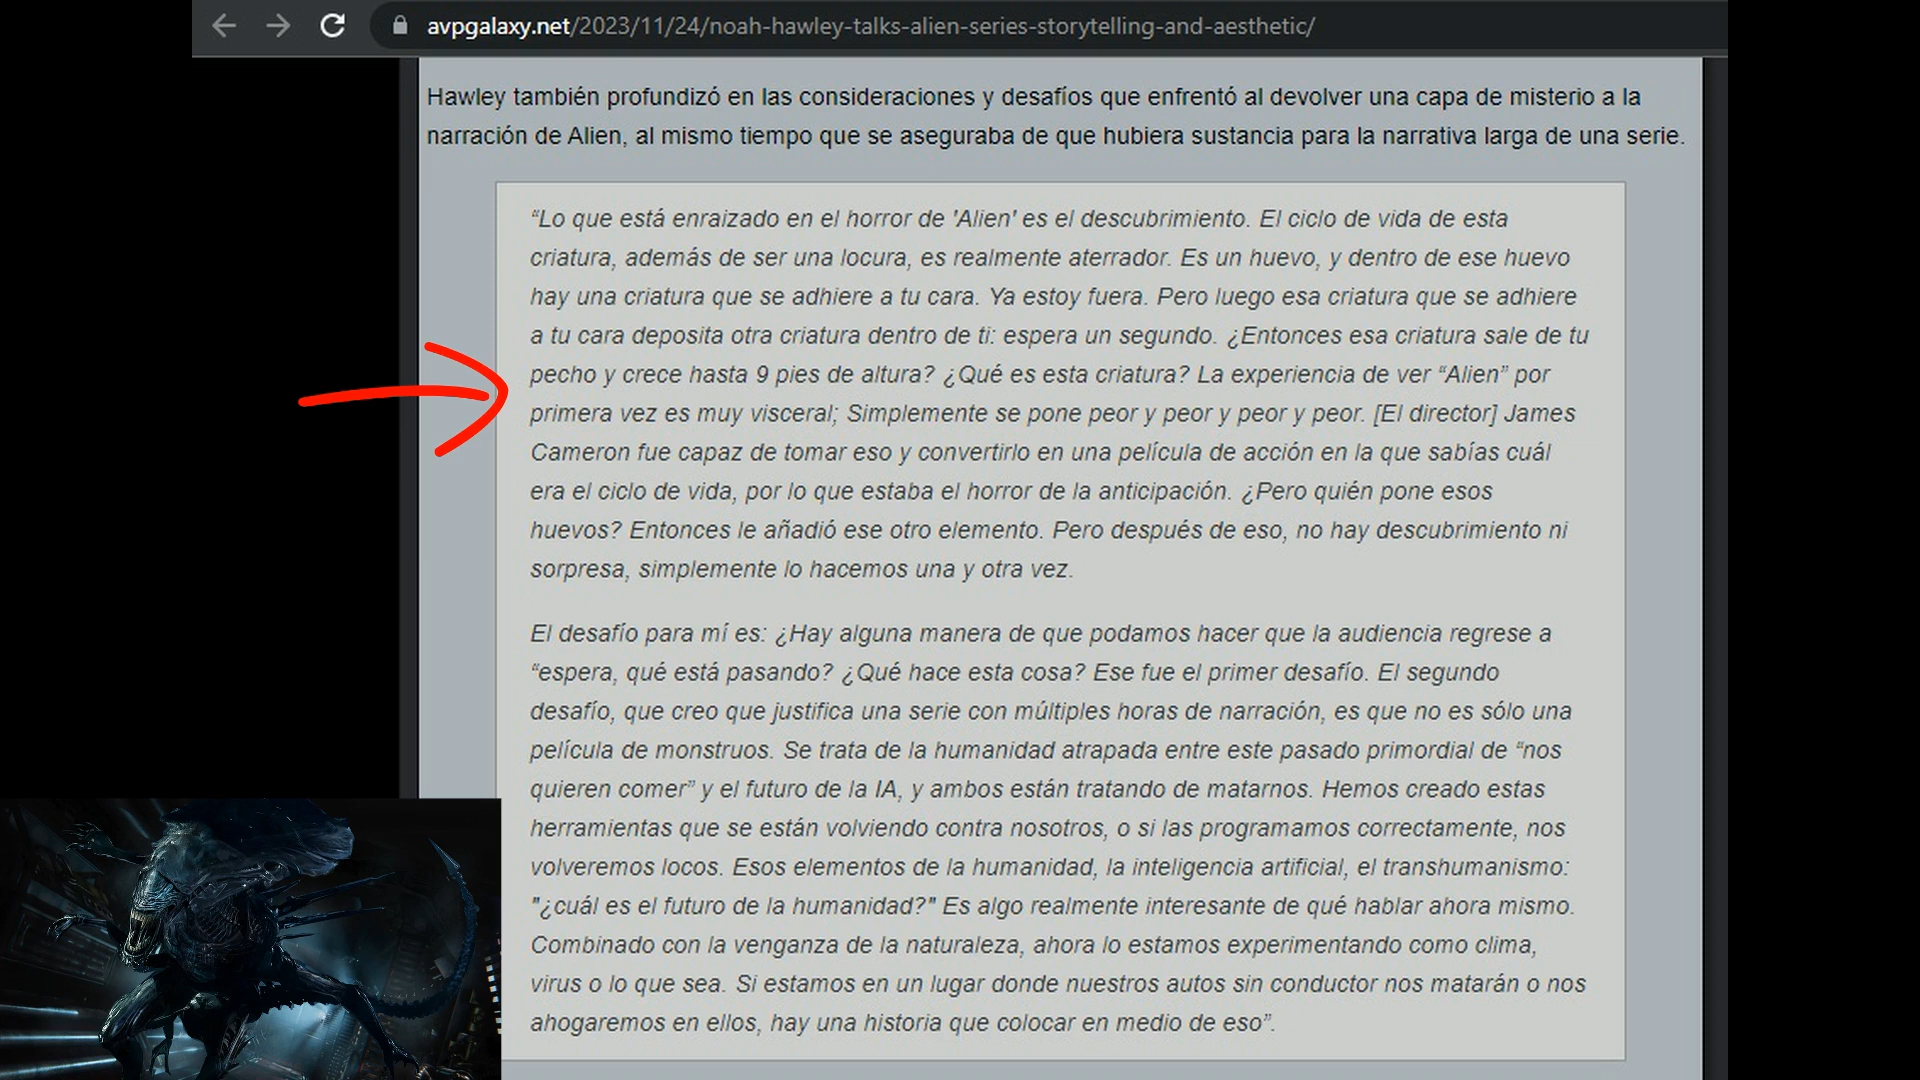 avpgalaxy.net/2023/11/24/noah-hawley-talks-alien-series-storytelling-and-aesthetic/
Hawley también profundizó en las consideraciones y desafíos que enfrentó al devolver una capa de misterio a la
narración de Alien, al mismo tiempo que se aseguraba de que hubiera sustancia para la narrativa larga de una serie.
“Lo que está enraizado en el horror de 'Alien' es el descubrimiento. El ciclo de vida de esta
criatura, además de ser una locura, es realmente aterrador. Es un huevo, y dentro de ese huevo
hay una criatura que se adhiere a tu cara. Ya estoy fuera. Pero luego esa criatura que se adhiere
a tu cara deposita otra criatura dentro de ti: espera un segundo. ¿Entonces esa criatura sale de tu
pecho y crece hasta 9 pies de altura? ¿Qué es esta criatura? La experiencia de ver “Alien” por
primera vez es muy visceral; Simplemente se pone peor y peor y peor y peor. [El director] James
Cameron fue capaz de tomar eso y convertirlo en una película de acción en la que sabías cuál
era el ciclo de vida, por lo que estaba el horror de la anticipación. ¿Pero quién pone esos
huevos? Entonces le añadió ese otro elemento. Pero después de eso, no hay descubrimiento ni
sorpresa, simplemente lo hacemos una y otra vez.
El desafío para mí es: ¿Hay alguna manera de que podamos hacer que la audiencia regrese a
“espera, qué está pasando? ¿Qué hace esta cosa? Ese fue el primer desafío. El segundo
desafío, que creo que justifica una serie con múltiples horas de narración, es que no es sólo una
película de monstruos. Se trata de la humanidad atrapada entre este pasado primordial de “nos
quieren comer” y el futuro de la IA, y ambos están tratando de matarnos. Hemos creado estas
herramientas que se están volviendo contra nosotros, o si las programamos correctamente, nos
volveremos locos. Esos elementos de la humanidad, la inteligencia artificial, el transhumanismo:
"¿cuál es el futuro de la humanidad?" Es algo realmente interesante de qué hablar ahora mismo.
Combinado con la venganza de la naturaleza, ahora lo estamos experimentando como clima,
virus o lo que sea. Si estamos en un lugar donde nuestros autos sin conductor nos matarán o nos
ahogaremos en ellos, hay una historia que colocar en medio de eso”.